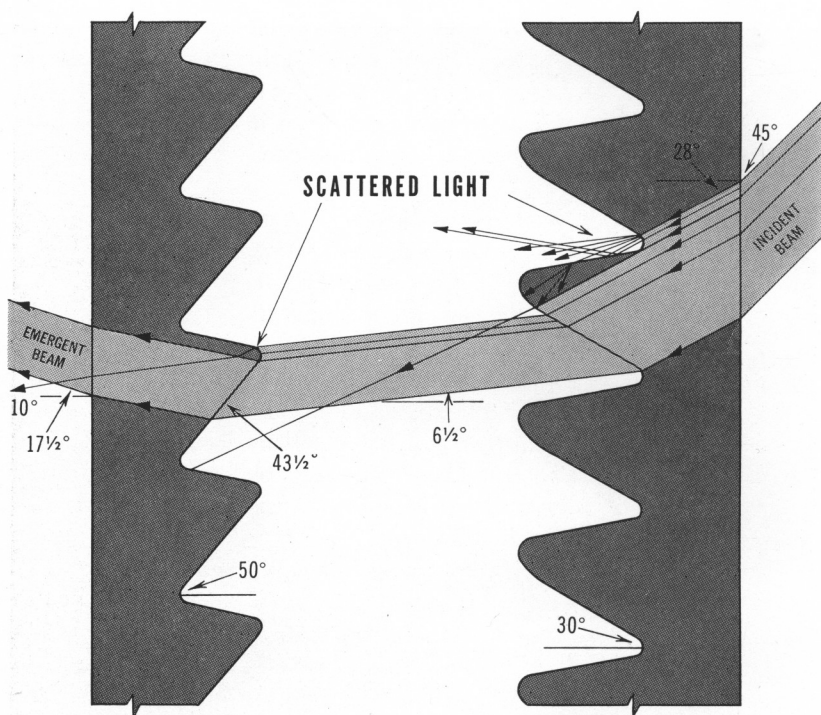 45°
28°
SCATTERED LIGHT
INCIDENT
BEAM
EMERGENT
BEAM
10°
17½°
43½°
6½°
50°
30°